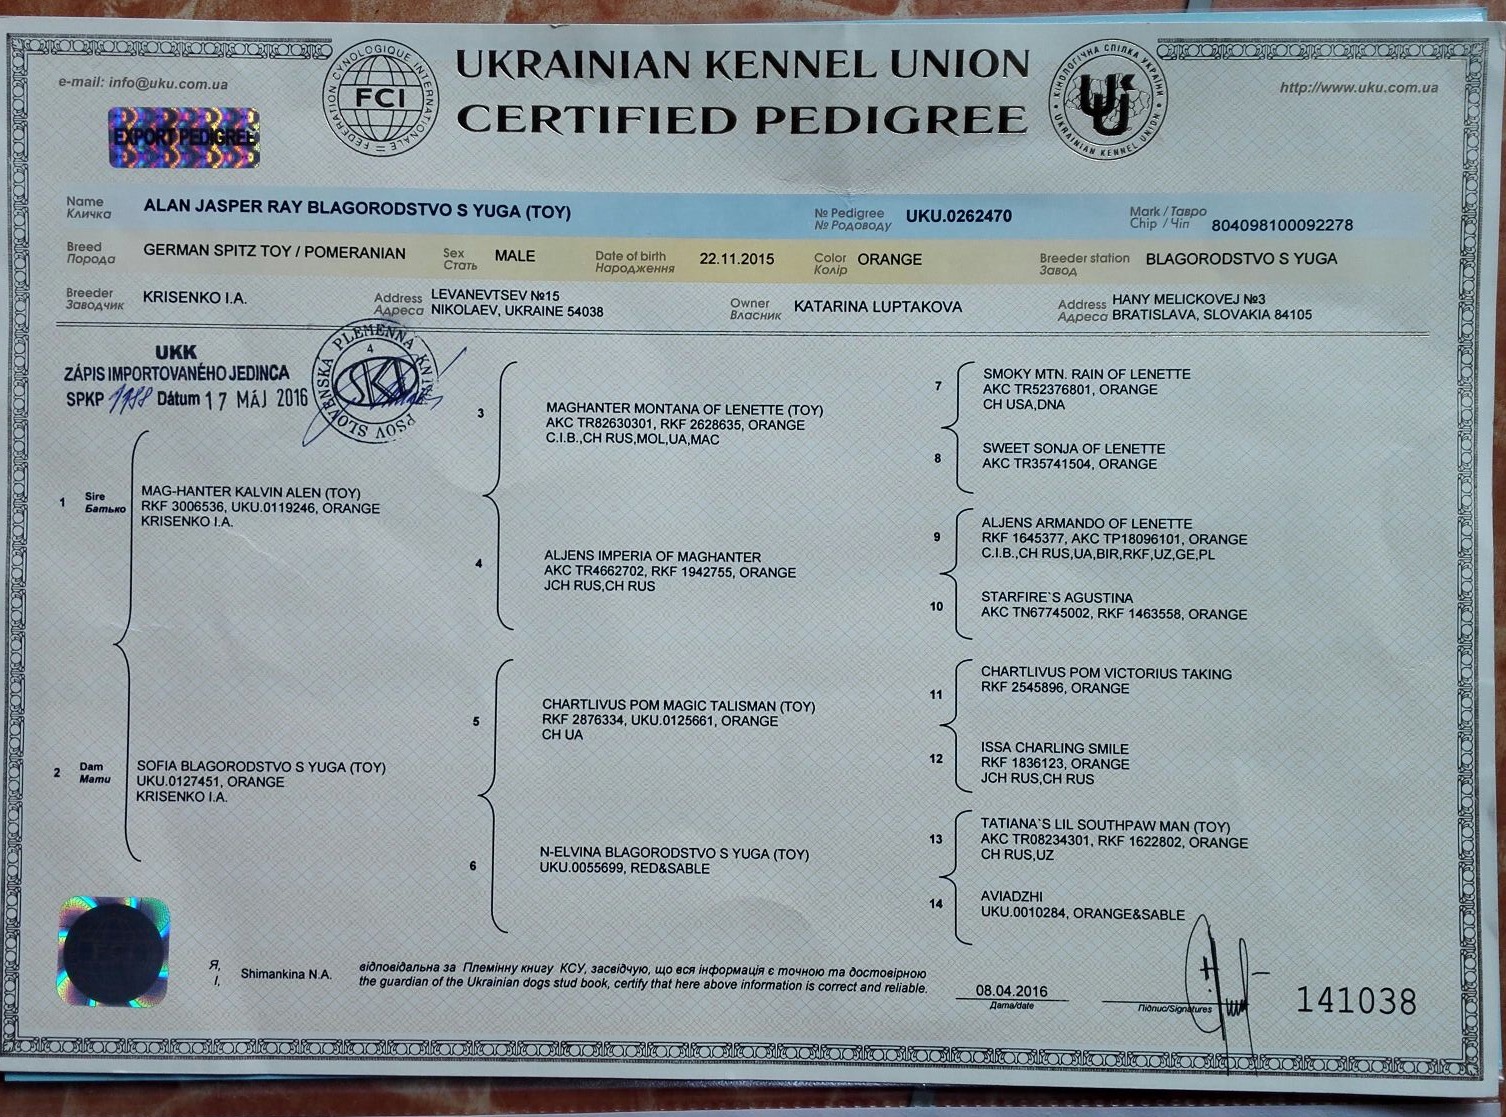 UKRAINIAN KENNEL UNION
CERTIFIED PEDIGREE
e-mail: info@uku.com.ua
http://www.uku.com.ua
EXPORT PEDIGREE
FEDERATION CYNOLOGIQUE INTERNATIONALE
FCI
КІНОЛОГІЧНА СПІЛКА УКРАЇНИ
UKRAINIAN KENNEL UNION
Name
Кличка
ALAN JASPER RAY BLAGORODSTVO S YUGA (TOY)
№ Pedigree
№ Родоводу
UKU.0262470
Mark / Тавро
Chip / Чіп
804098100092278
Breed
Порода
GERMAN SPITZ TOY / POMERANIAN
Sex
Стать
MALE
Date of birth
Народження
22.11.2015
Color
Колір
ORANGE
Breeder station
Завод
BLAGORODSTVO S YUGA
Breeder
Заводчик
KRISENKO I.A.
Address
Адреса
LEVANEVTSEV №15
NIKOLAEV, UKRAINE 54038
Owner
Власник
KATARINA LUPTAKOVA
Address
Адреса
HANY MELICKOVEJ №3
BRATISLAVA, SLOVAKIA 84105
UKK
ZÁPIS IMPORTOVANÉHO JEDINCA
SPKP 1988 Dátum 17 MÁJ 2016
SLOVENSKÁ PLEMENNÁ KNIHA PSOV
4
SKJ
1
Sire
Батько
MAG-HANTER KALVIN ALEN (TOY)
RKF 3006536, UKU.0119246, ORANGE
KRISENKO I.A.
2
Dam
Мати
SOFIA BLAGORODSTVO S YUGA (TOY)
UKU.0127451, ORANGE
KRISENKO I.A.
3
MAGHANTER MONTANA OF LENETTE (TOY)
AKC TR82630301, RKF 2628635, ORANGE
C.I.B.,CH RUS,MOL,UA,MAC
4
ALJENS IMPERIA OF MAGHANTER
AKC TR4662702, RKF 1942755, ORANGE
JCH RUS,CH RUS
5
CHARTLIVUS POM MAGIC TALISMAN (TOY)
RKF 2876334, UKU.0125661, ORANGE
CH UA
6
N-ELVINA BLAGORODSTVO S YUGA (TOY)
UKU.0055699, RED&SABLE
7
SMOKY MTN. RAIN OF LENETTE
AKC TR52376801, ORANGE
CH USA,DNA
8
SWEET SONJA OF LENETTE
AKC TR35741504, ORANGE
9
ALJENS ARMANDO OF LENETTE
RKF 1645377, AKC TP18096101, ORANGE
C.I.B.,CH RUS,UA,BIR,RKF,UZ,GE,PL
10
STARFIRE`S AGUSTINA
AKC TN67745002, RKF 1463558, ORANGE
11
CHARTLIVUS POM VICTORIUS TAKING
RKF 2545896, ORANGE
12
ISSA CHARLING SMILE
RKF 1836123, ORANGE
JCH RUS,CH RUS
13
TATIANA`S LIL SOUTHPAW MAN (TOY)
AKC TR08234301, RKF 1622802, ORANGE
CH RUS,UZ
14
AVIADZHI
UKU.0010284, ORANGE&SABLE
Я,
I,
Shimankina N.A.
відповідальна за Племінну книгу КСУ, засвідчую, що вся інформація є точною та достовірною
the guardian of the Ukrainian dogs stud book, certify that here above information is correct and reliable.
08.04.2016
Дата/date
Підпис/Signatures
141038